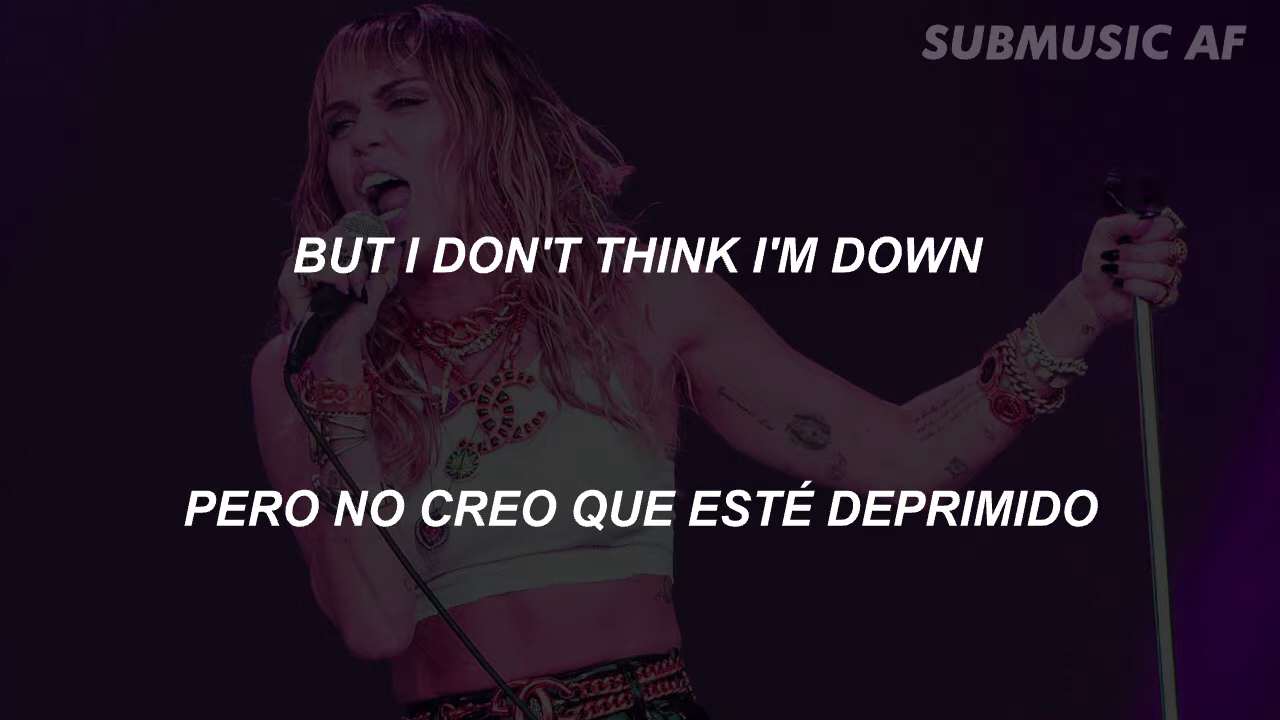 SUBMUSIC AF
BUT I DON'T THINK I'M DOWN
PERO NO CREO QUE ESTÉ DEPRIMIDO